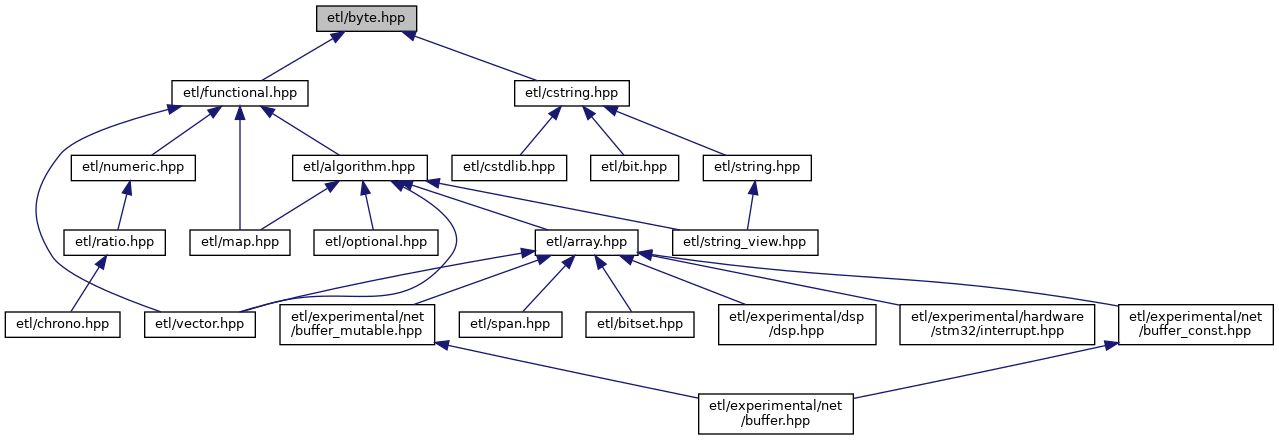 etl/byte.hpp
etl/functional.hpp
etl/cstring.hpp
etl/numeric.hpp
etl/algorithm.hpp
etl/cstdlib.hpp
etl/bit.hpp
etl/string.hpp
etl/ratio.hpp
etl/map.hpp
etl/optional.hpp
etl/array.hpp
etl/string_view.hpp
etl/chrono.hpp
etl/vector.hpp
etl/experimental/net
/buffer_mutable.hpp
etl/span.hpp
etl/bitset.hpp
etl/experimental/dsp
/dsp.hpp
etl/experimental/hardware
/stm32/interrupt.hpp
etl/experimental/net
/buffer_const.hpp
etl/experimental/net
/buffer.hpp